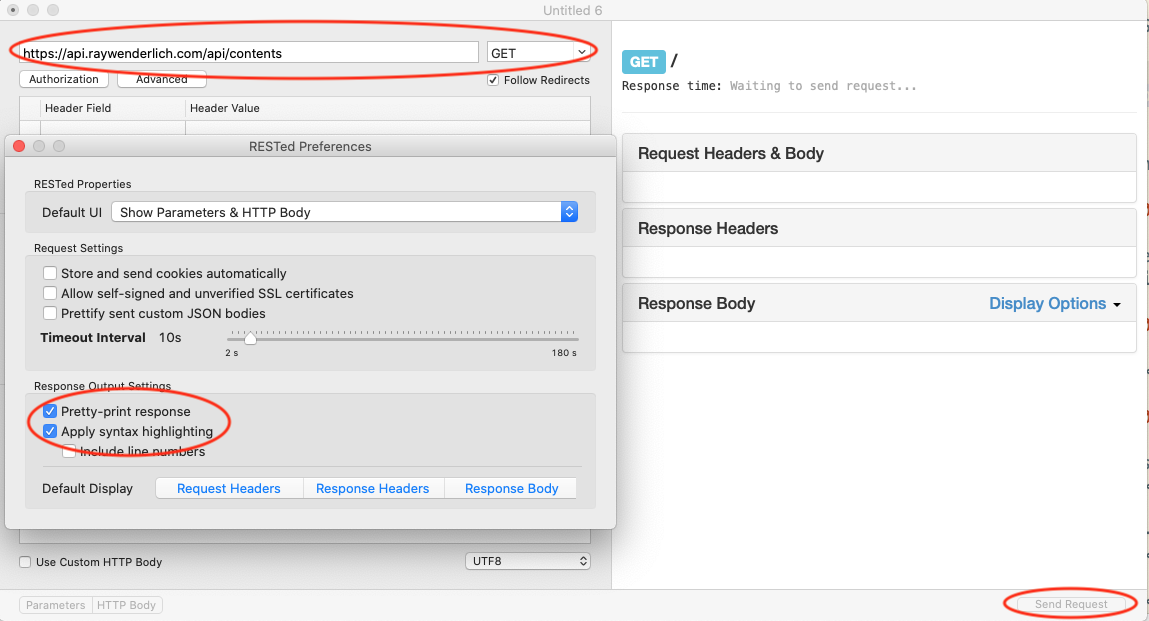 Untitled 6
https://api.raywenderlich.com/api/contents
GET
Authorization
Advanced
Follow Redirects
Header Field
Header Value
RESTed Preferences
RESTed Properties
Default UI
Show Parameters & HTTP Body
Request Settings
Store and send cookies automatically
Allow self-signed and unverified SSL certificates
Prettify sent custom JSON bodies
Timeout Interval 10s
2 s
180 s
Response Output Settings
Pretty-print response
Apply syntax highlighting
Include line numbers
Default Display
Request Headers
Response Headers
Response Body
Use Custom HTTP Body
UTF8
Parameters
HTTP Body
GET /
Response time: Waiting to send request...
Request Headers & Body
Response Headers
Response Body
Display Options
Send Request